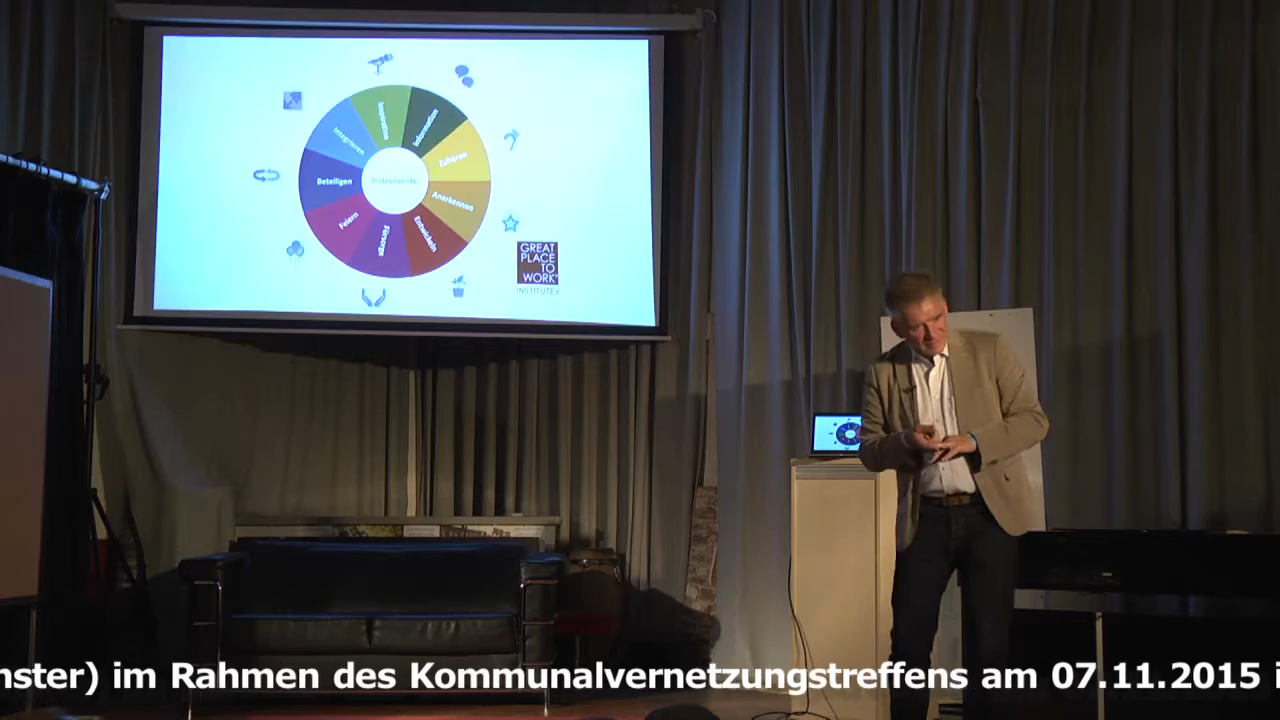 Inspiration
Information
Integrieren
Zuhören
Beteiligen
Instrumente
Anerkennen
Feiern
Fürsorge
Entwickeln
GREAT
PLACE
TO
WORK®
INSTITUTE
nster) im Rahmen des Kommunalvernetzungstreffens am 07.11.2015 i